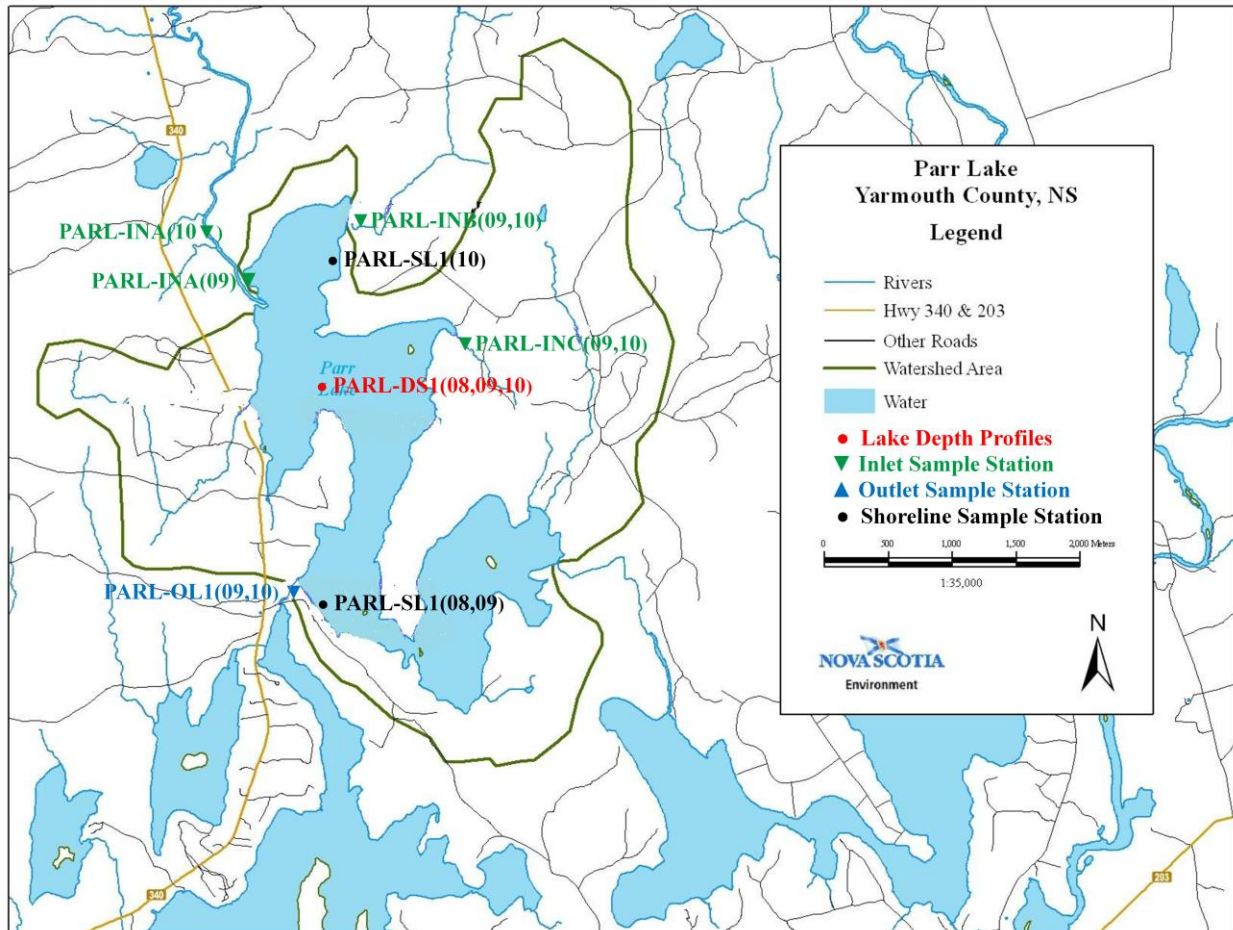 340
PARL-INB(09,10)
PARL-INA(10 )
PARL-SL1(10)
PARL-INA(09)
PARL-INC(09,10)
Parr
Lake
PARL-DS1(08,09,10)
PARL-OL1(09,10)
PARL-SL1(08,09)
340
203
Parr Lake
Yarmouth County, NS
Legend
Rivers
Hwy 340 & 203
Other Roads
Watershed Area
Water
Lake Depth Profiles
Inlet Sample Station
Outlet Sample Station
Shoreline Sample Station
0 500 1,000 1,500 2,000 Meters
1:35,000
N
NOVA SCOTIA
Environment